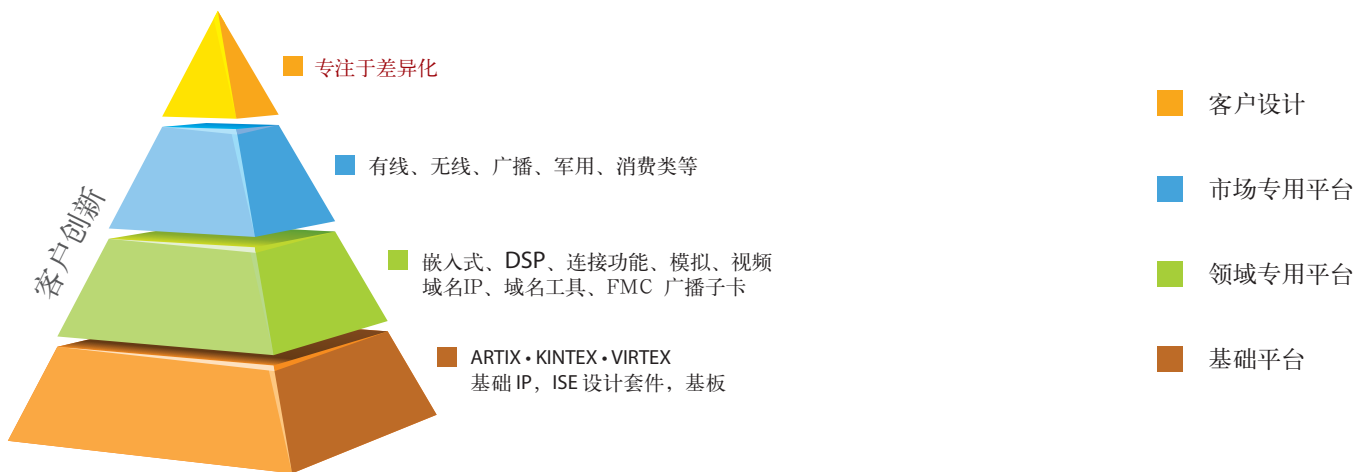 专注于差异化
有线、无线、广播、军用、消费类等
嵌入式、DSP、连接功能、模拟、视频
域名IP、域名工具、FMC 广播子卡
ARTIX • KINTEX • VIRTEX
基础 IP，ISE 设计套件，基板
客户创新
客户设计
市场专用平台
领域专用平台
基础平台